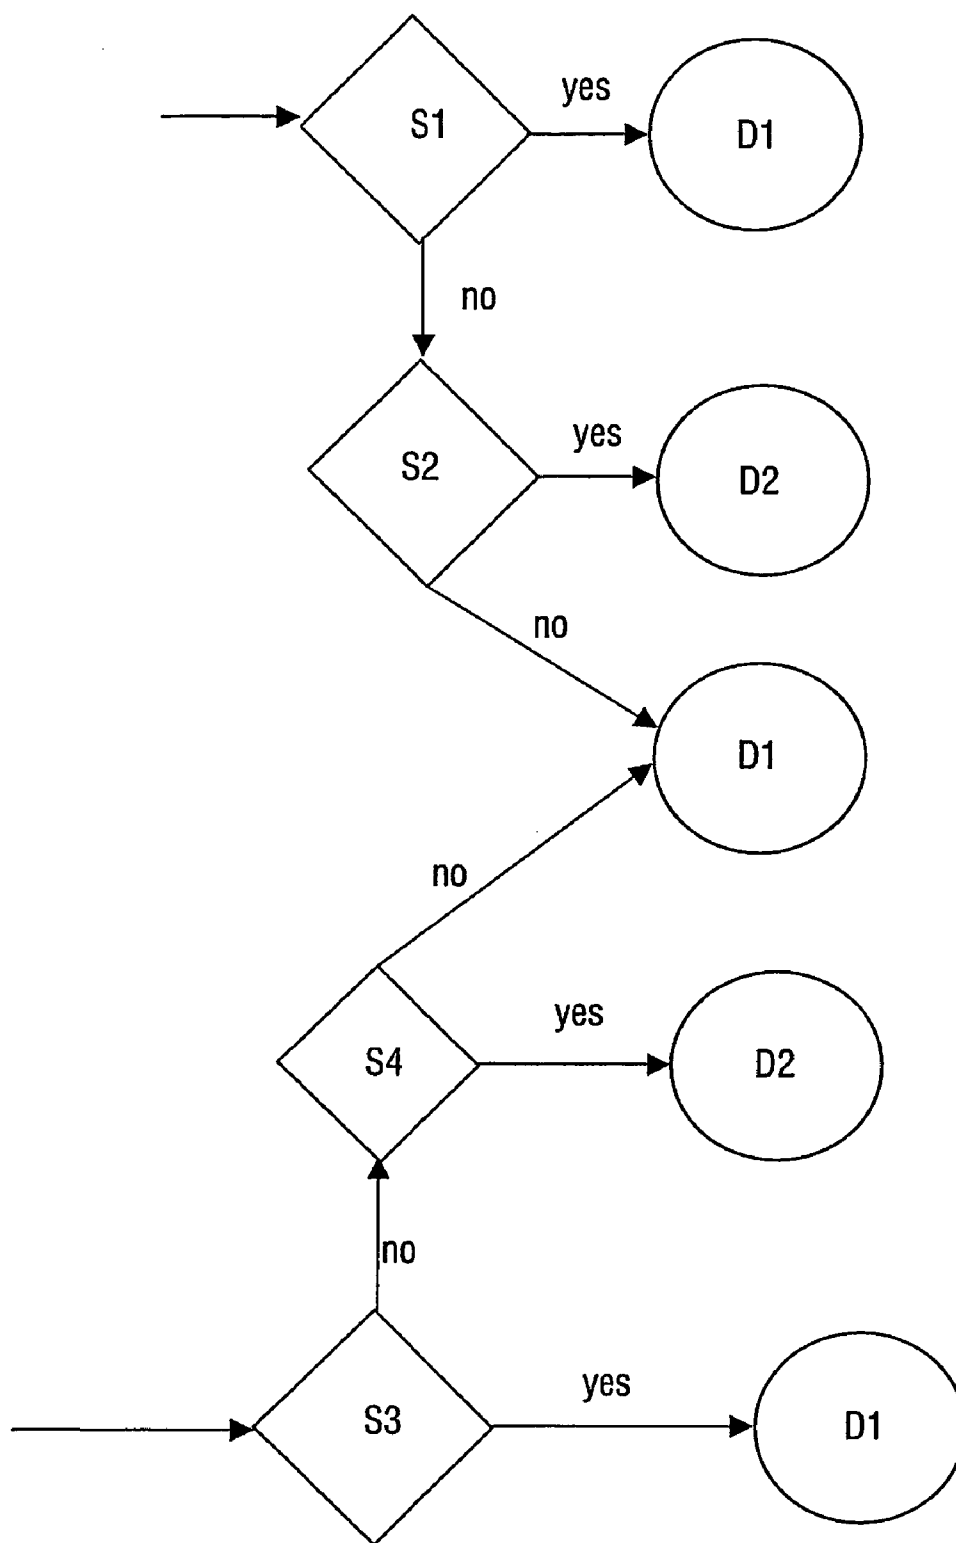 yes
S1
D1
no
yes
S2
D2
no
D1
no
yes
S4
D2
no
yes
S3
D1